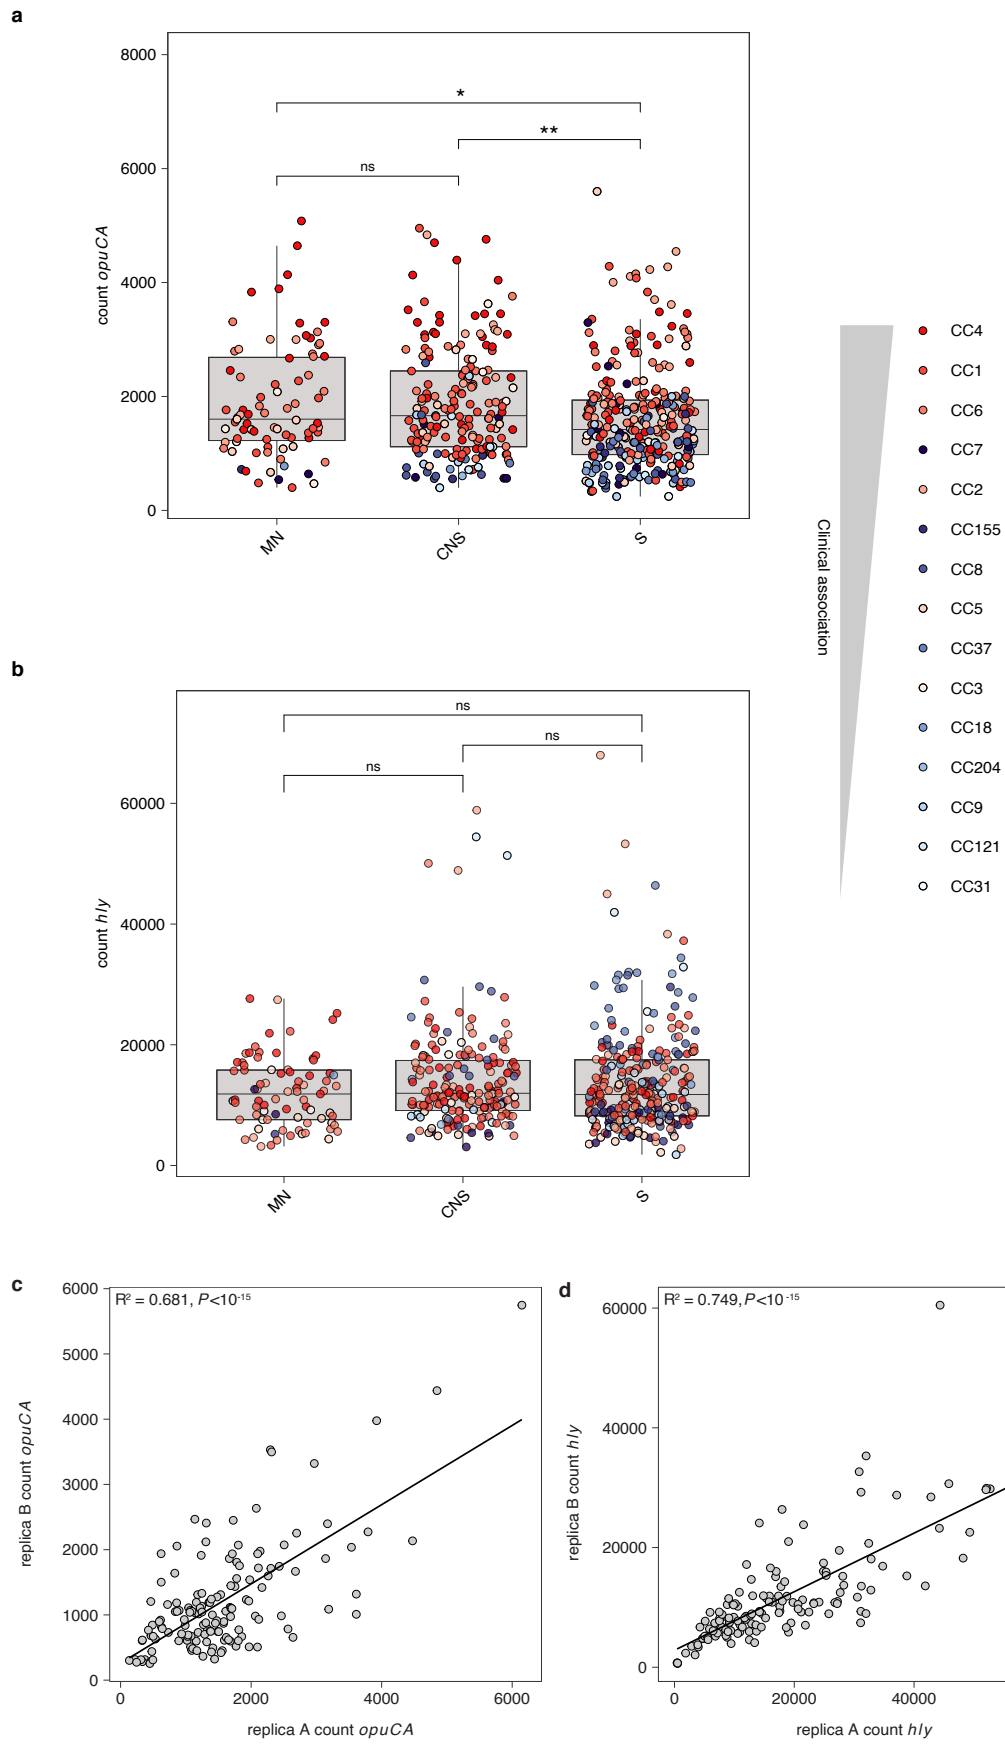 a
8000
6000
4000
2000
0
count opuCA
*
**
ns
MN
CNS
S
Clinical association
CC4
CC1
CC6
CC7
CC2
CC155
CC8
CC5
CC37
CC3
CC18
CC204
CC9
CC121
CC31
b
60000
40000
20000
0
count hly
ns
ns
ns
MN
CNS
S
c
R² = 0.681, P<10⁻¹⁵
6000
5000
4000
3000
2000
1000
0
replica B count opuCA
0
2000
4000
6000
replica A count opuCA
d
R² = 0.749, P<10⁻¹⁵
60000
40000
20000
0
replica B count hly
0
20000
40000
replica A count hly